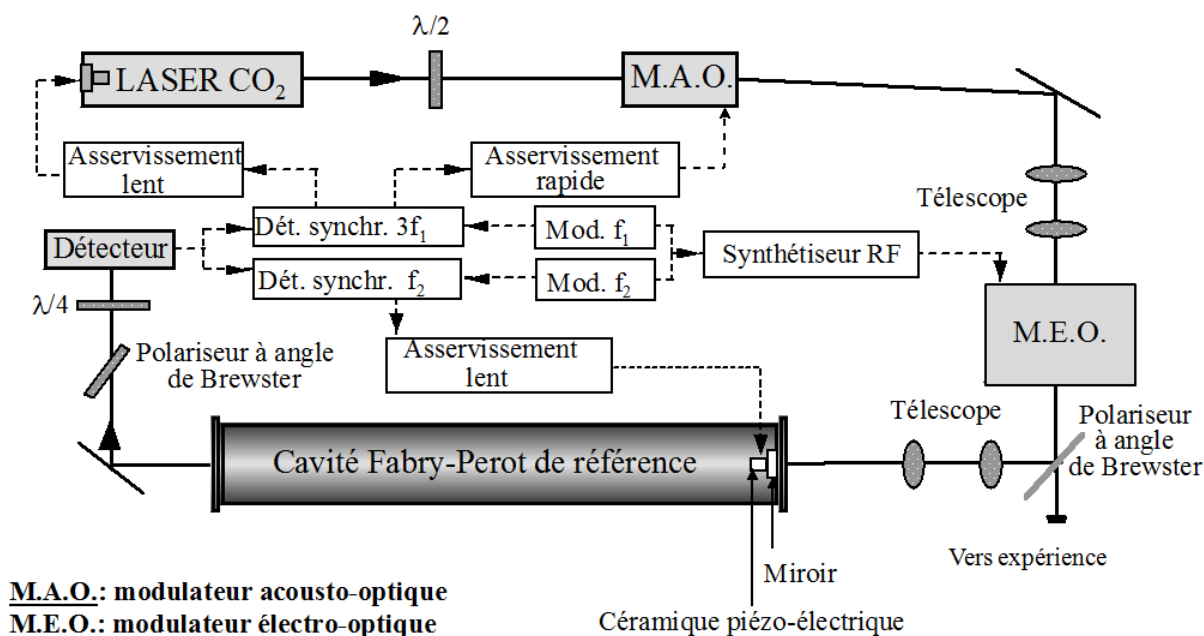 λ/2
LASER CO₂
M.A.O.
Asservissement
lent
Asservissement
rapide
Télescope
Dét. synchr. 3f₁
Mod. f₁
Détecteur
Synthétiseur RF
Dét. synchr. f₂
Mod. f₂
λ/4
M.E.O.
Polariseur à angle
de Brewster
Asservissement
lent
Télescope
Polariseur
à angle
de Brewster
Cavité Fabry-Perot de référence
Vers expérience
Miroir
M.A.O.: modulateur acousto-optique
Céramique piézo-électrique
M.E.O.: modulateur électro-optique